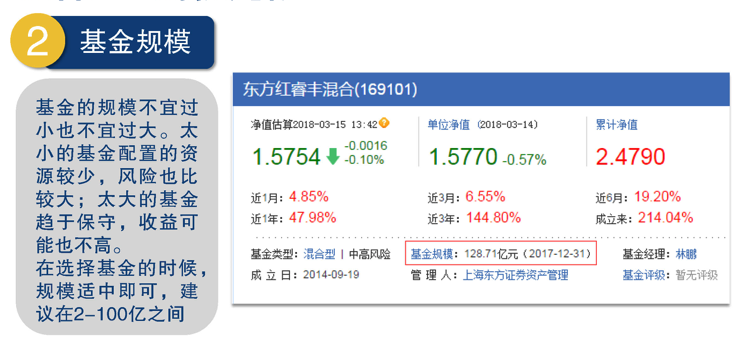 2 基金规模
基金的规模不宜过
小也不宜过大。太
小的基金配置的资
源较少，风险也比
较大；太大的基金
趋于保守，收益可
能也不高。
在选择基金的时候，
规模适中即可，建
议在2-100亿之间
东方红睿丰混合(169101)
净值估算2018-03-15 13:42 单位净值 (2018-03-14) 累计净值
1.5754 -0.0016 -0.10% 1.5770 -0.57% 2.4790
近1月：4.85% 近3月：6.55% 近6月：19.20%
近1年：47.98% 近3年：144.80% 成立来：214.04%
基金类型：混合型 | 中高风险 基金规模：128.71亿元（2017-12-31） 基金经理：林鹏
成 立 日：2014-09-19 管 理 人：上海东方证券资产管理 基金评级：暂无评级